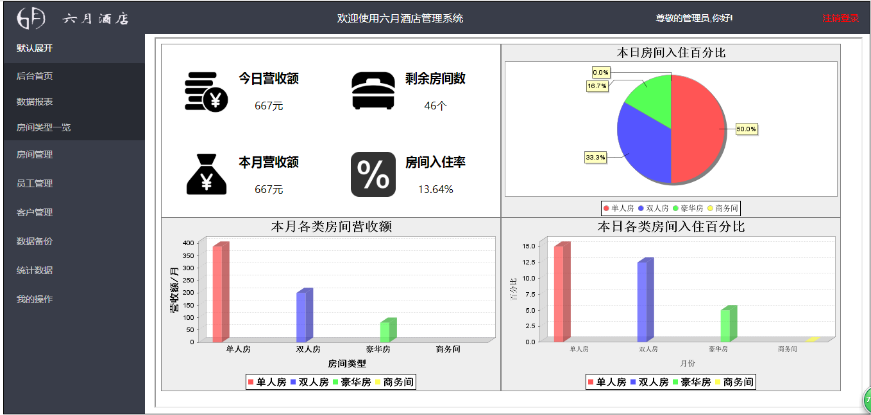 六月酒店
欢迎使用六月酒店管理系统
尊敬的管理员,你好!
注销登录
默认展开
后台首页
数据报表
房间类型一览
房间管理
员工管理
客户管理
数据备份
统计数据
我的操作
今日营收额
667元
剩余房间数
46个
本月营收额
667元
%
房间入住率
13.64%
本日房间入住百分比
0.0%
16.7%
50.0%
33.3%
单人房 双人房 豪华房 商务间
本月各类房间营收额
营收额/月
400
350
300
250
200
150
100
50
0
单人房 双人房 豪华房 商务间
房间类型
单人房 双人房 豪华房 商务间
本日各类房间入住百分比
百分比
15.0
12.5
10.0
7.5
5.0
2.5
0.0
单人房 双人房 豪华房 商务间
月份
单人房 双人房 豪华房 商务间